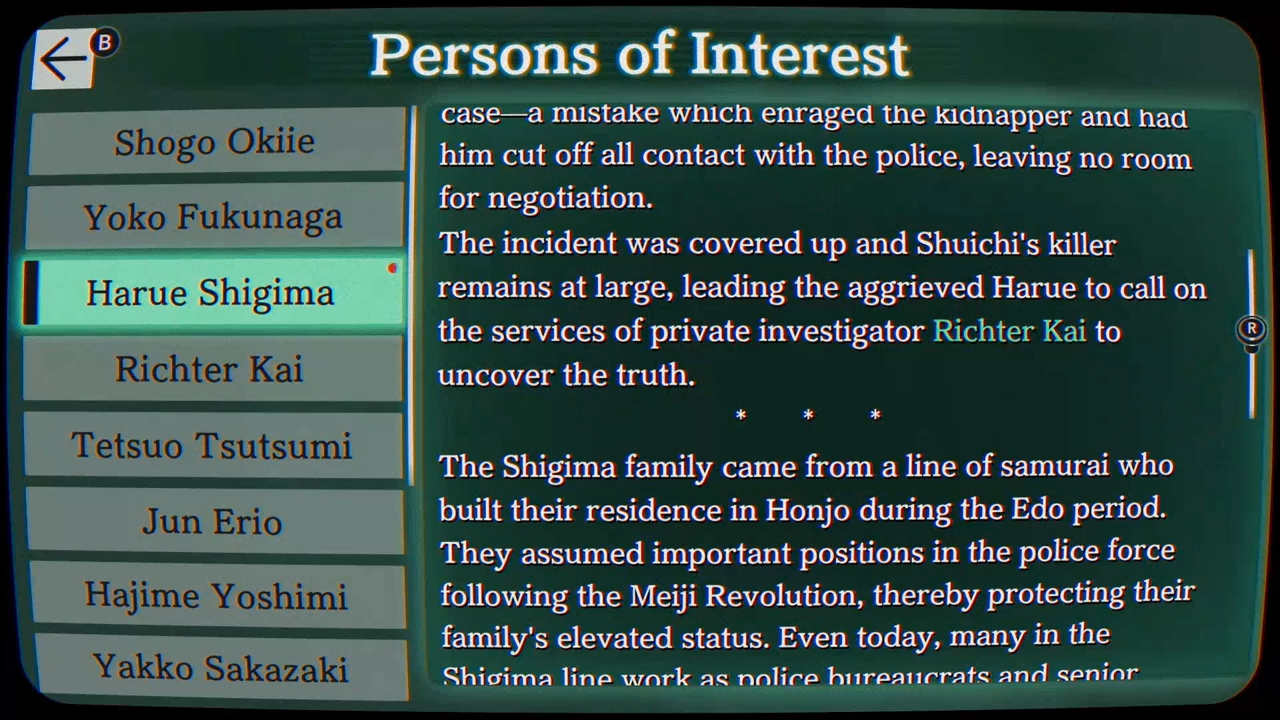 B
Persons of Interest
Shogo Okiie
Yoko Fukunaga
Harue Shigima
Richter Kai
Tetsuo Tsutsumi
Jun Erio
Hajime Yoshimi
Yakko Sakazaki
case—a mistake which enraged the kidnapper and had
him cut off all contact with the police, leaving no room
for negotiation.
The incident was covered up and Shuichi's killer
remains at large, leading the aggrieved Harue to call on
the services of private investigator Richter Kai to
uncover the truth.
* * *
The Shigima family came from a line of samurai who
built their residence in Honjo during the Edo period.
They assumed important positions in the police force
following the Meiji Revolution, thereby protecting their
family's elevated status. Even today, many in the
Shigima line work as police bureaucrats and senior
R